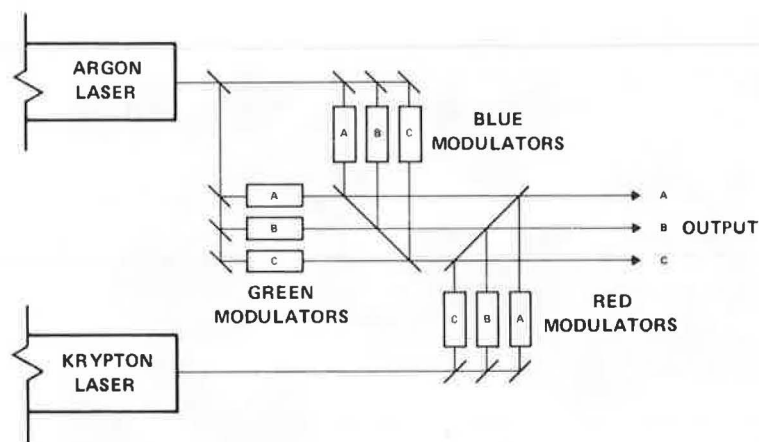 ARGON
LASER
A B C
BLUE
MODULATORS
A
B
C
GREEN
MODULATORS
A
B OUTPUT
C
C B A
RED
MODULATORS
KRYPTON
LASER